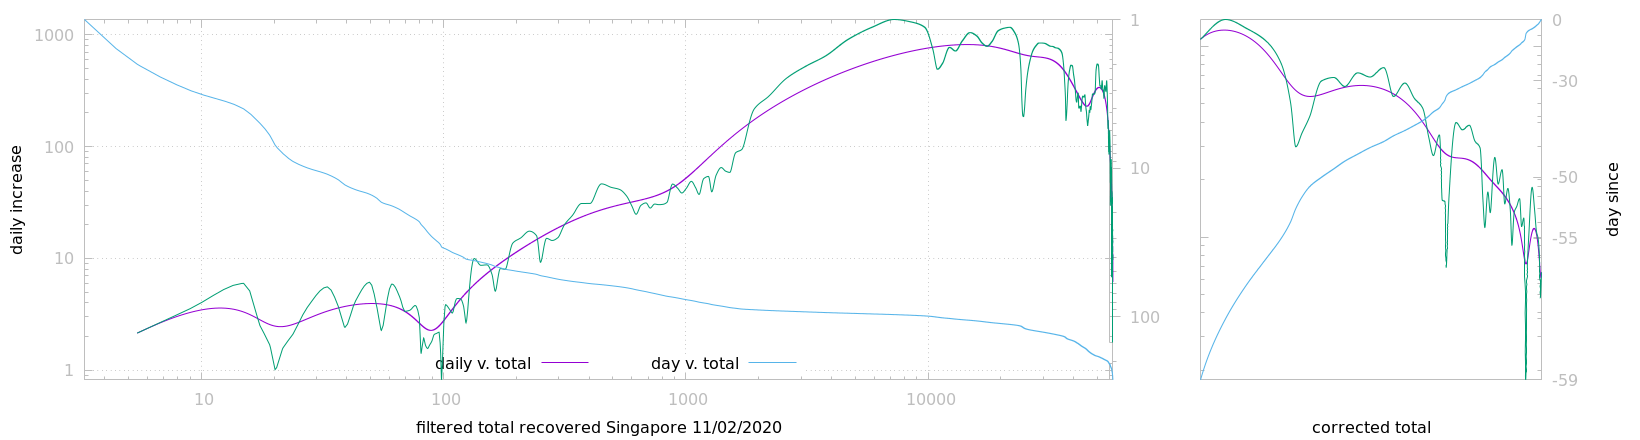 daily increase
1000
100
10
1
10
100
1000
10000
1
10
100
daily v. total
day v. total
filtered total recovered Singapore 11/02/2020
0
-30
-50
-55
-59
day since
corrected total